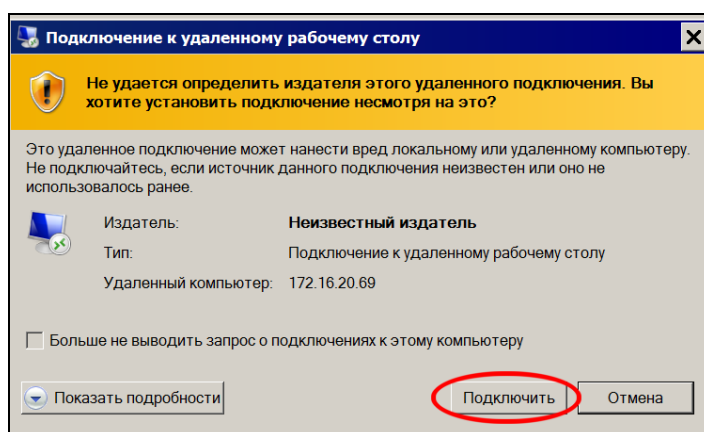 Подключение к удаленному рабочему столу
Не удается определить издателя этого удаленного подключения. Вы
хотите установить подключение несмотря на это?
Это удаленное подключение может нанести вред локальному или удаленному компьютеру.
Не подключайтесь, если источник данного подключения неизвестен или оно не
использовалось ранее.
Издатель: Неизвестный издатель
Тип: Подключение к удаленному рабочему столу
Удаленный компьютер: 172.16.20.69
Больше не выводить запрос о подключениях к этому компьютеру
Показать подробности Подключить Отмена